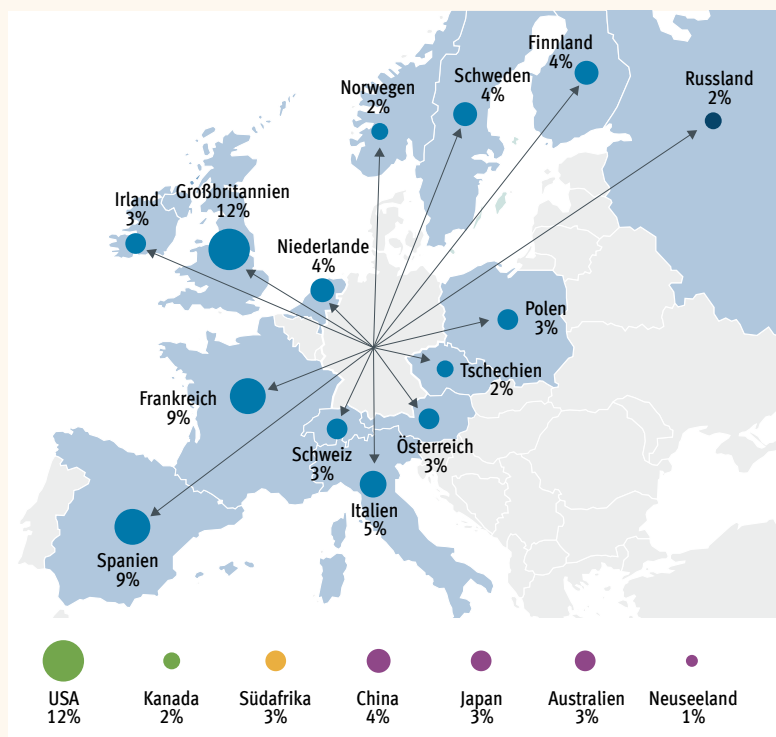 Finnland
4%
Schweden
4%
Russland
2%
Norwegen
2%
Großbritannien
12%
Irland
3%
Niederlande
4%
Polen
3%
Tschechien
2%
Frankreich
9%
Österreich
3%
Schweiz
3%
Italien
5%
Spanien
9%
USA
12%
Kanada
2%
Südafrika
3%
China
4%
Japan
3%
Australien
3%
Neuseeland
1%